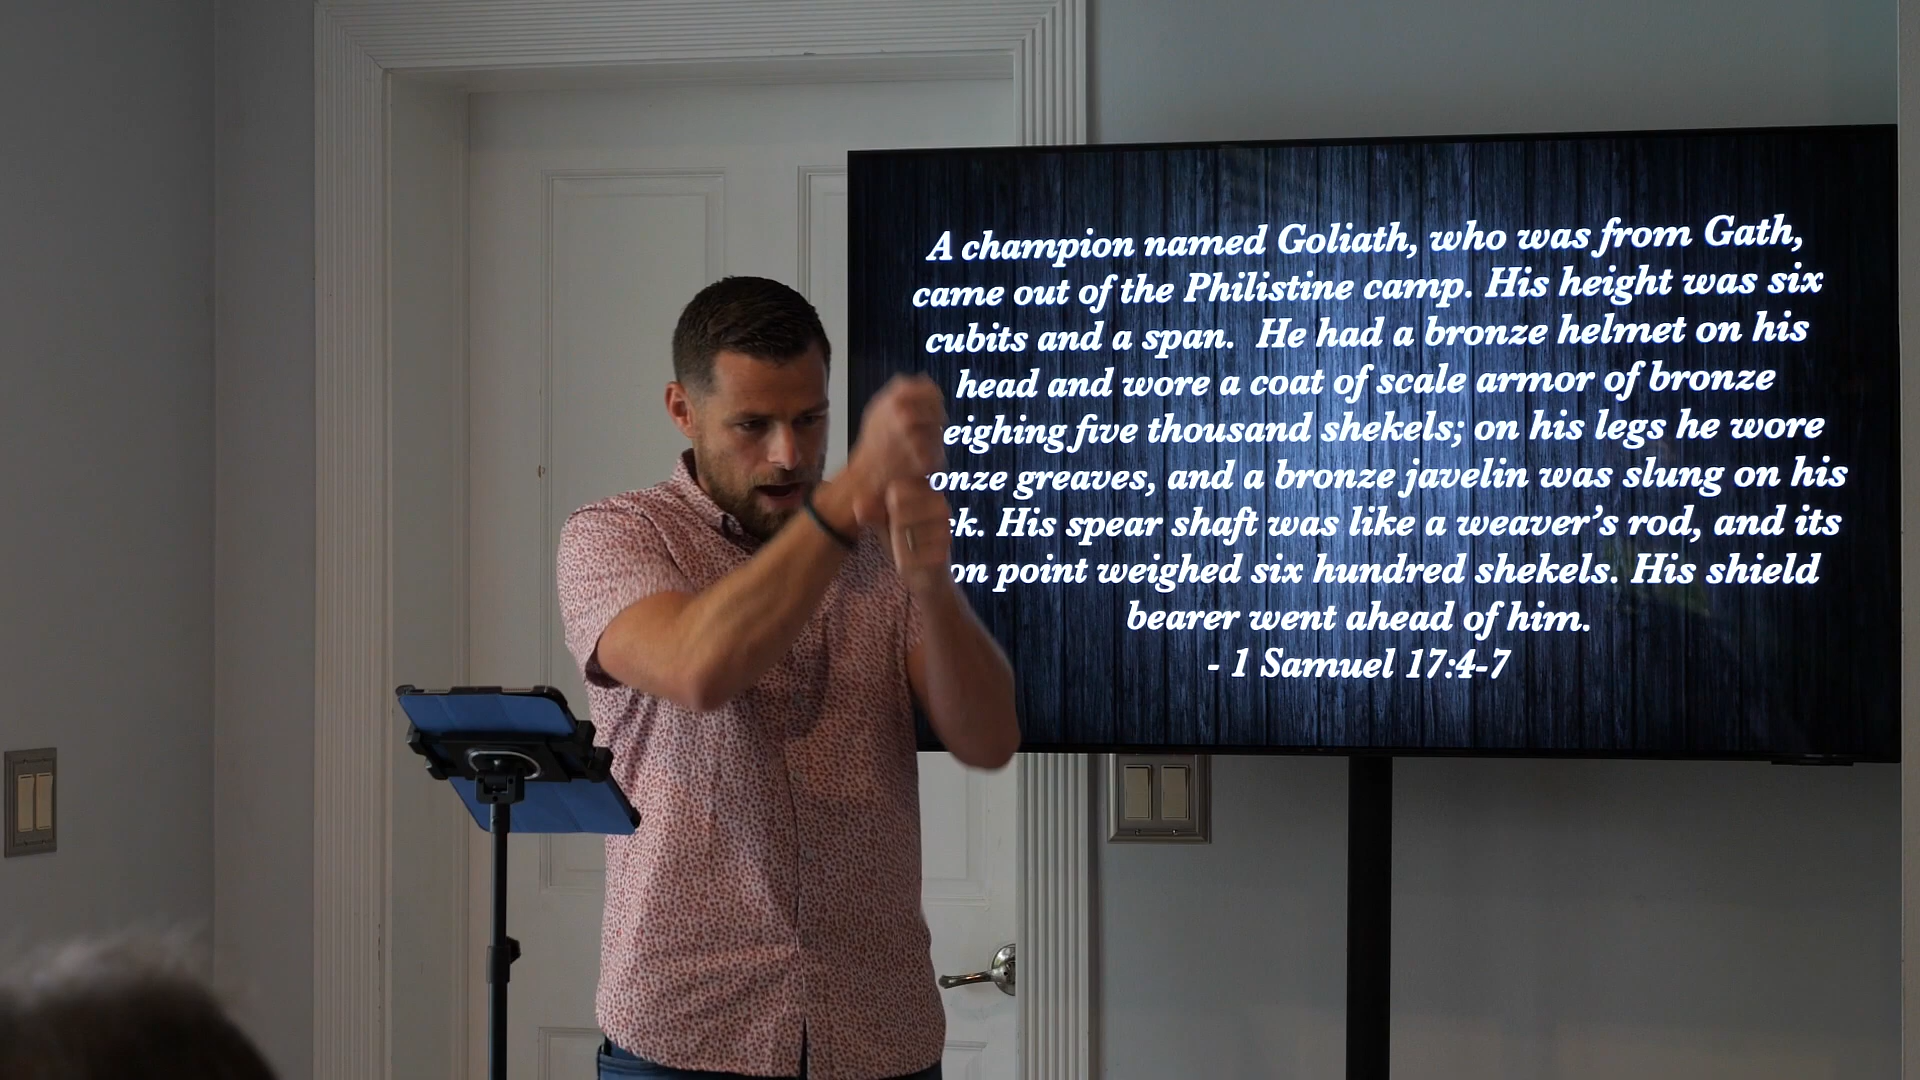 A champion named Goliath, who was from Gath,
came out of the Philistine camp. His height was six
cubits and a span. He had a bronze helmet on his
head and wore a coat of scale armor of bronze
eighing five thousand shekels; on his legs he wore
onze greaves, and a bronze javelin was slung on his
ck. His spear shaft was like a weaver's rod, and its
on point weighed six hundred shekels. His shield
bearer went ahead of him.
- 1 Samuel 17:4-7